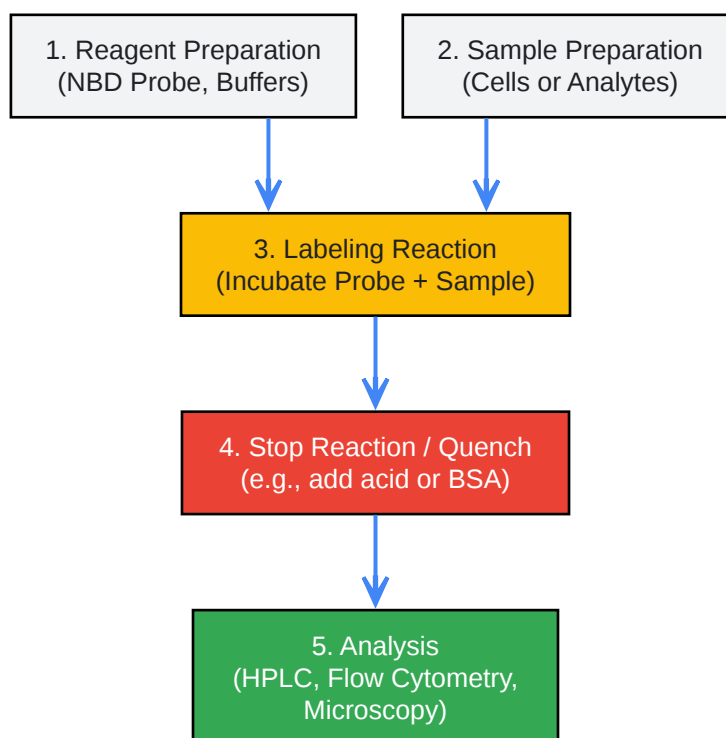 1. Reagent Preparation
(NBD Probe, Buffers)
2. Sample Preparation
(Cells or Analytes)
3. Labeling Reaction
(Incubate Probe + Sample)
4. Stop Reaction / Quench
(e.g., add acid or BSA)
5. Analysis
(HPLC, Flow Cytometry,
Microscopy)